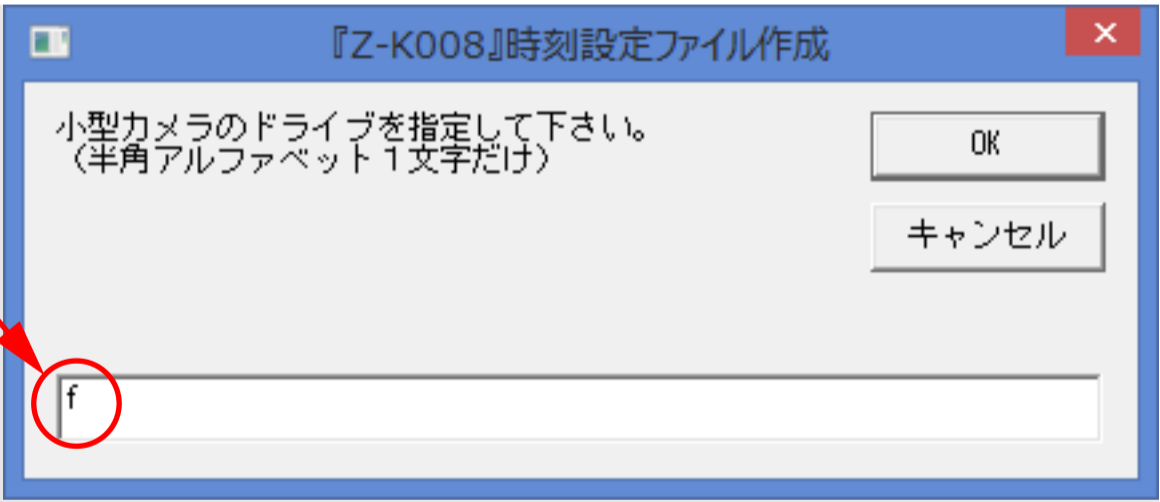 『Z-K008』時刻設定ファイル作成
小型カメラのドライブを指定して下さい。
（半角アルファベット１文字だけ）
OK
キャンセル
f